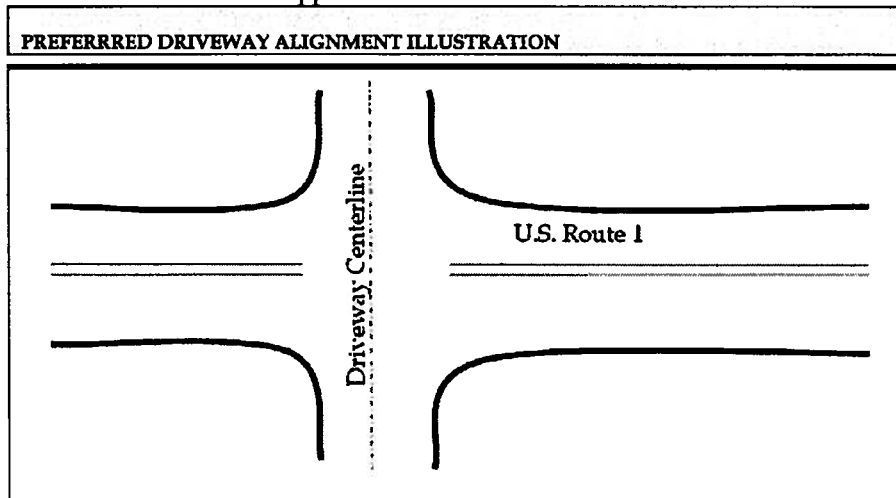 PREFERRRED DRIVEWAY ALIGNMENT ILLUSTRATION
U.S. Route 1
Driveway Centerline